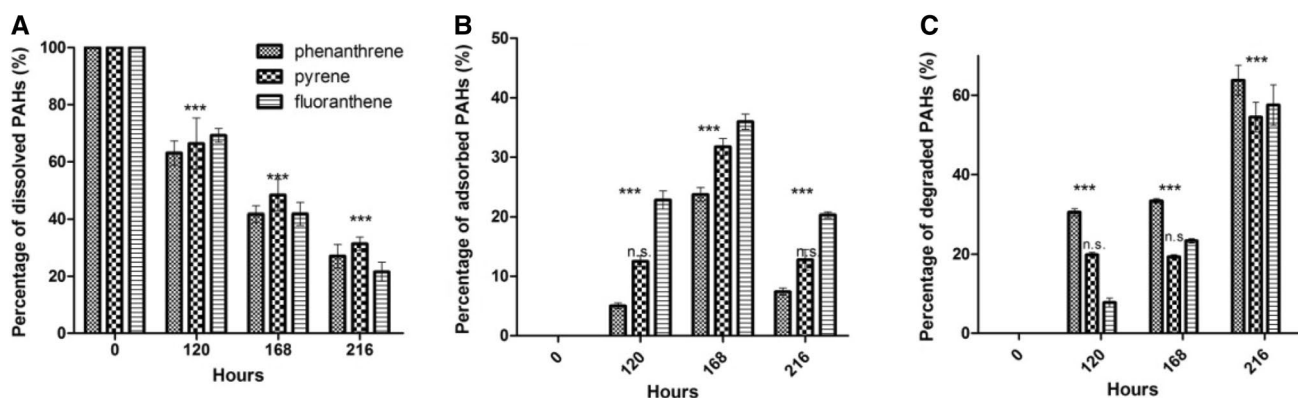 A
Percentage of dissolved PAHs (%)
100
80
60
40
20
0
phenanthrene
pyrene
fluoranthene
***
***
***
0
120
168
216
Hours
B
Percentage of adsorbed PAHs (%)
50
40
30
20
10
0
***
n.s.
***
***
n.s.
0
120
168
216
Hours
C
Percentage of degraded PAHs (%)
60
40
20
0
***
n.s.
***
n.s
***
0
120
168
216
Hours